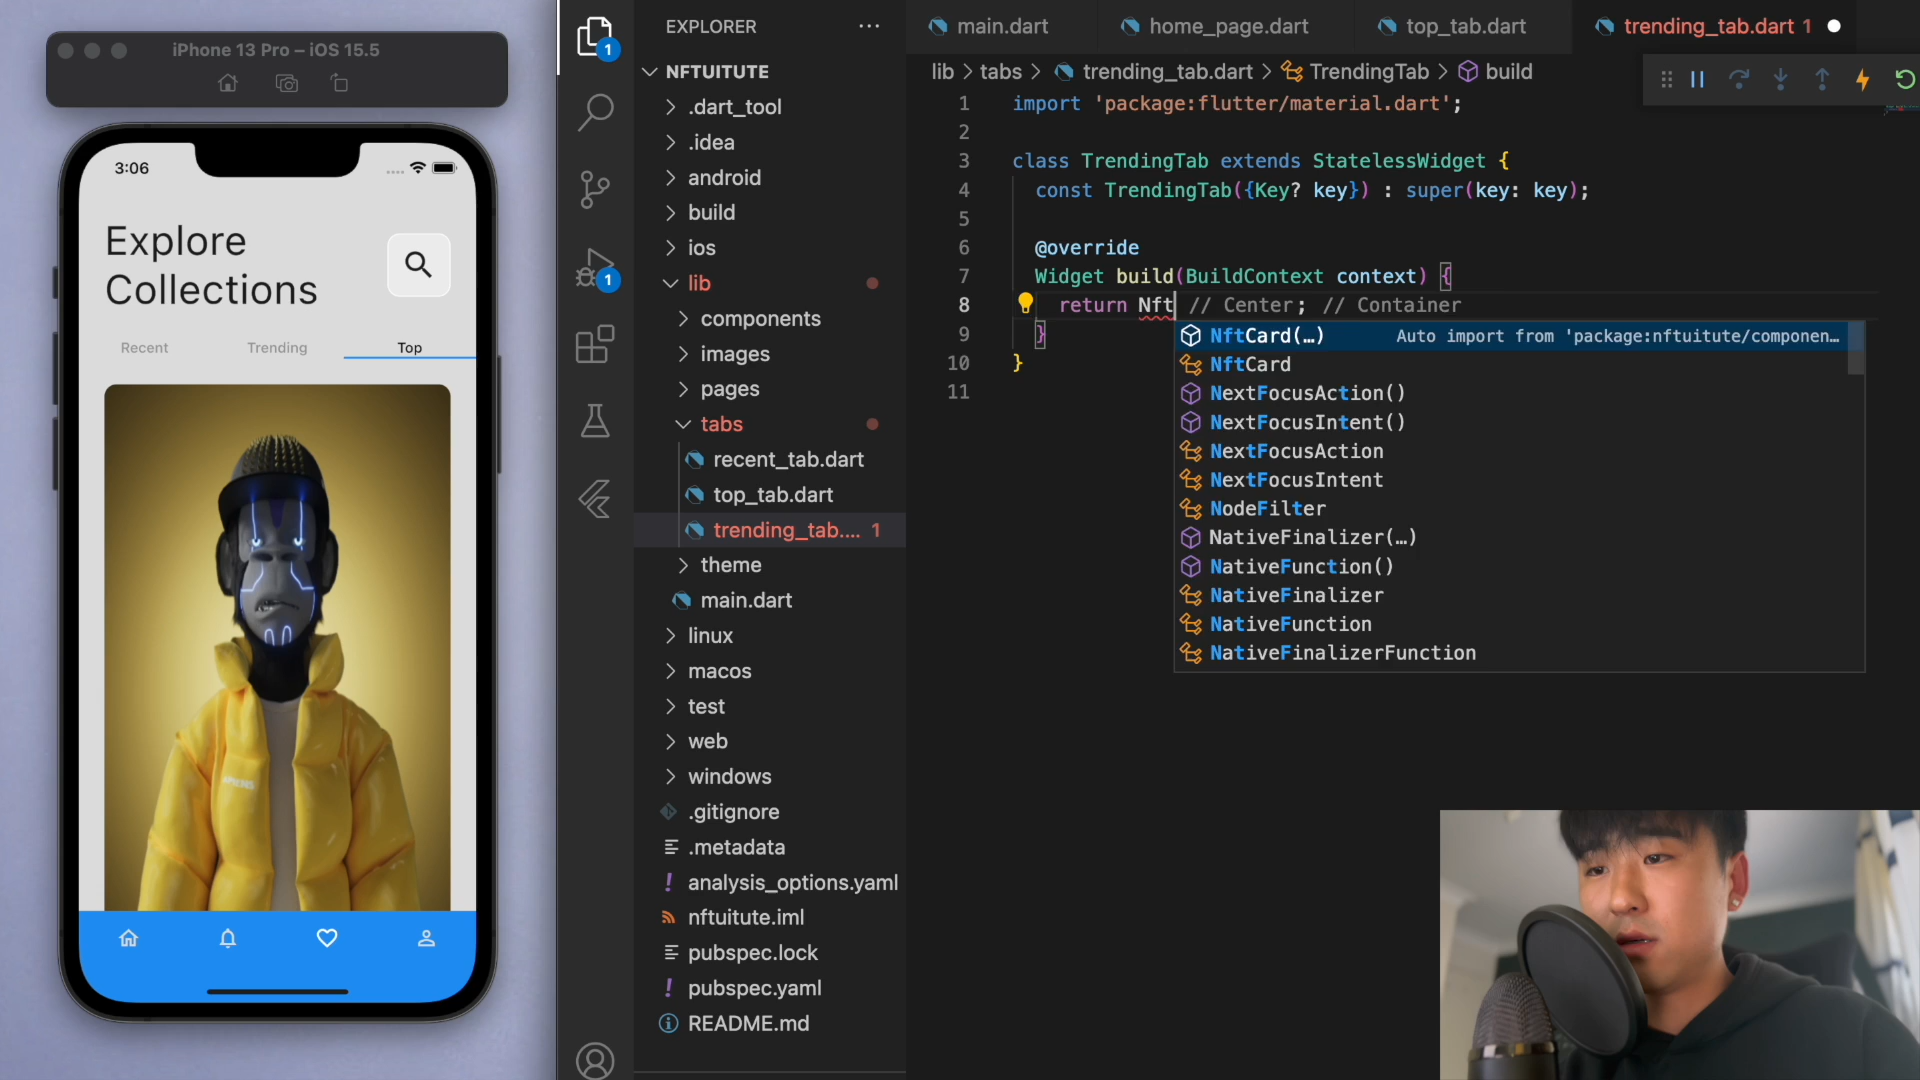 iPhone 13 Pro – iOS 15.5
3:06
Explore
Collections
Recent
Trending
Top
1
1
EXPLORER
NFTUITUTE
.dart_tool
.idea
android
build
ios
lib
components
images
pages
tabs
recent_tab.dart
top_tab.dart
trending_tab.... 1
theme
main.dart
linux
macos
test
web
windows
.gitignore
.metadata
analysis_options.yaml
nftuitute.iml
pubspec.lock
pubspec.yaml
README.md
main.dart
home_page.dart
top_tab.dart
trending_tab.dart 1
lib > tabs > trending_tab.dart > TrendingTab > build
1 import 'package:flutter/material.dart';
2
3 class TrendingTab extends StatelessWidget {
4 const TrendingTab({Key? key}) : super(key: key);
5
6 @override
7 Widget build(BuildContext context) {
8 return Nft // Center; // Container
9 }
10 }
11
NftCard(…) Auto import from 'package:nftuitute/componen…
NftCard
NextFocusAction()
NextFocusIntent()
NextFocusAction
NextFocusIntent
NodeFilter
NativeFinalizer(…)
NativeFunction()
NativeFinalizer
NativeFunction
NativeFinalizerFunction